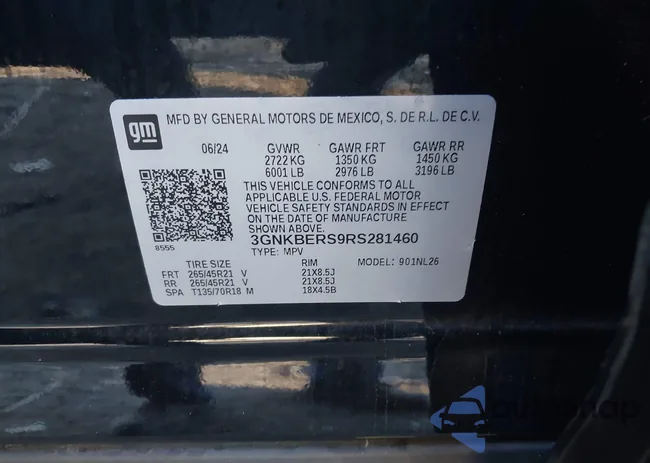 gm
MFD BY GENERAL MOTORS DE MEXICO, S. DE R.L. DE C.V.
06/24 GVWR GAWR FRT GAWR RR
2722 KG 1350 KG 1450 KG
6001 LB 2976 LB 3196 LB
THIS VEHICLE CONFORMS TO ALL
APPLICABLE U.S. FEDERAL MOTOR
VEHICLE SAFETY STANDARDS IN EFFECT
ON THE DATE OF MANUFACTURE
SHOWN ABOVE.
3GNKBERS9RS281460
8555 TYPE: MPV
TIRE SIZE RIM MODEL: 901NL26
FRT 265/45R21 V 21X8.5J
RR 265/45R21 V 21X8.5J
SPA T135/70R18 M 18X4.5B